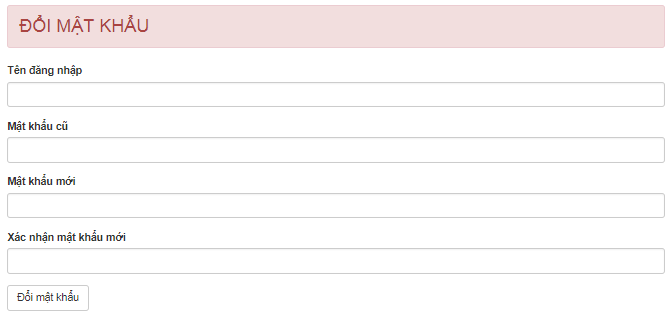 ĐỔI MẬT KHẨU
Tên đăng nhập
Mật khẩu cũ
Mật khẩu mới
Xác nhận mật khẩu mới
Đổi mật khẩu